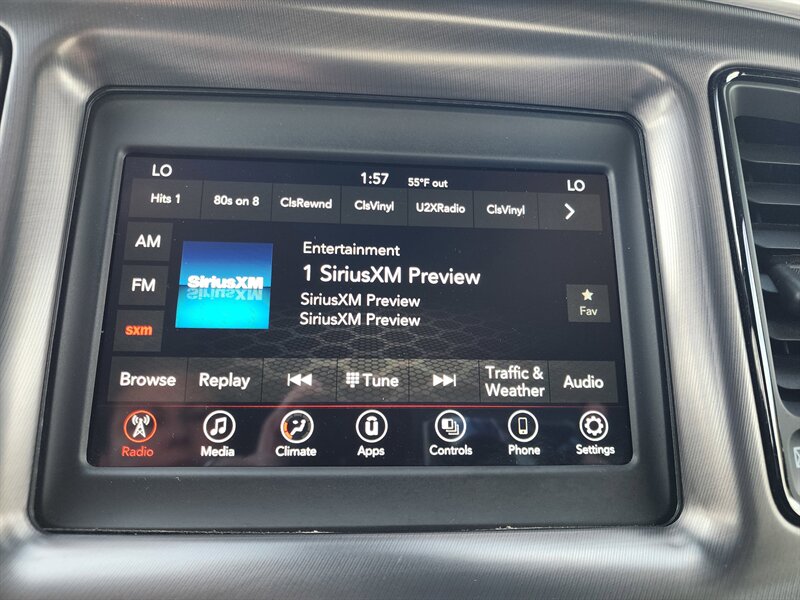 LO 1:57 55°F out LO
Hits 1 80s on 8 ClsRewnd ClsVinyl U2XRadio ClsVinyl
AM
FM
sxm
SiriusXM
Entertainment
1 SiriusXM Preview
SiriusXM Preview
SiriusXM Preview
Fav
Browse Replay Tune Traffic & Weather Audio
Radio Media Climate Apps Controls Phone Settings